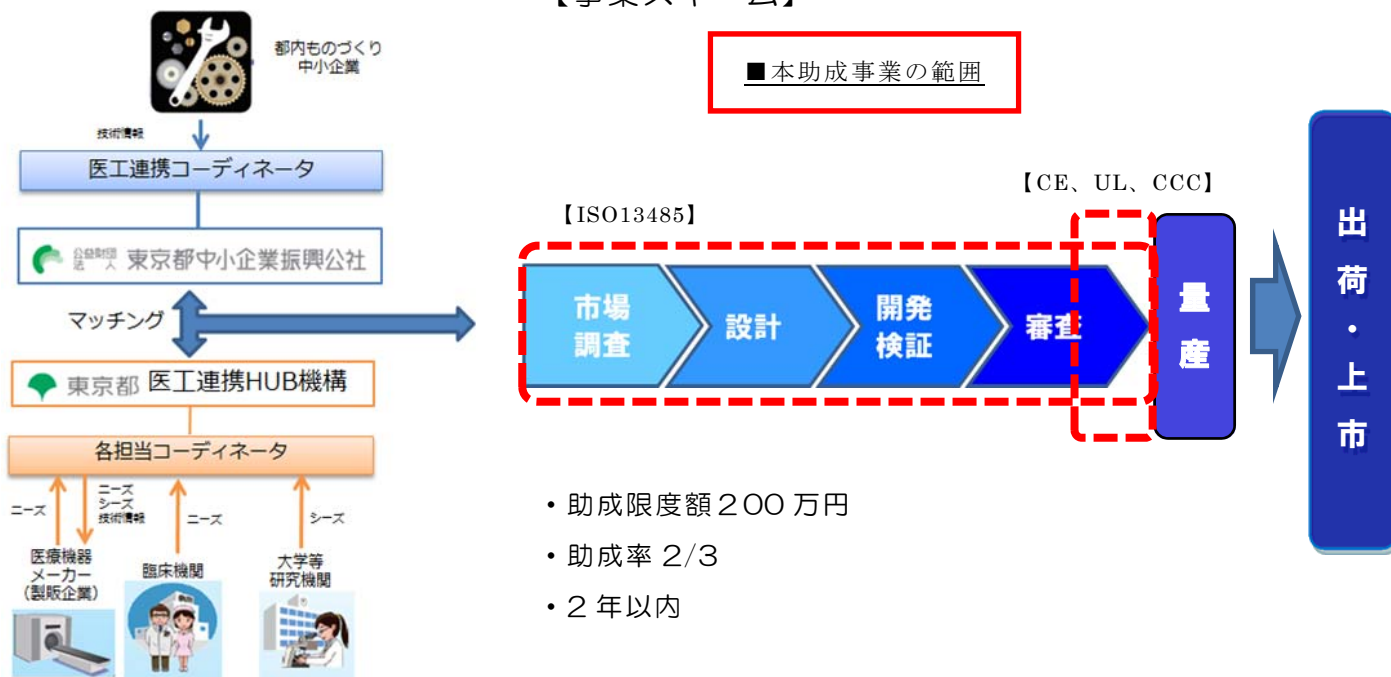 【事業スキーム】
都内ものづくり
中小企業
技術情報
医工連携コーディネータ
公益財団
法人 東京都中小企業振興公社
マッチング
東京都 医工連携HUB機構
各担当コーディネータ
ニーズ
ニーズ
シーズ
技術情報
ニーズ
シーズ
医療機器
メーカー
(製販企業)
臨床機関
大学等
研究機関
■本助成事業の範囲
【ISO13485】
【CE、UL、CCC】
市場
調査
設計
開発
検証
審査
量産
出荷・上市
・助成限度額200万円
・助成率 2/3
・2年以内